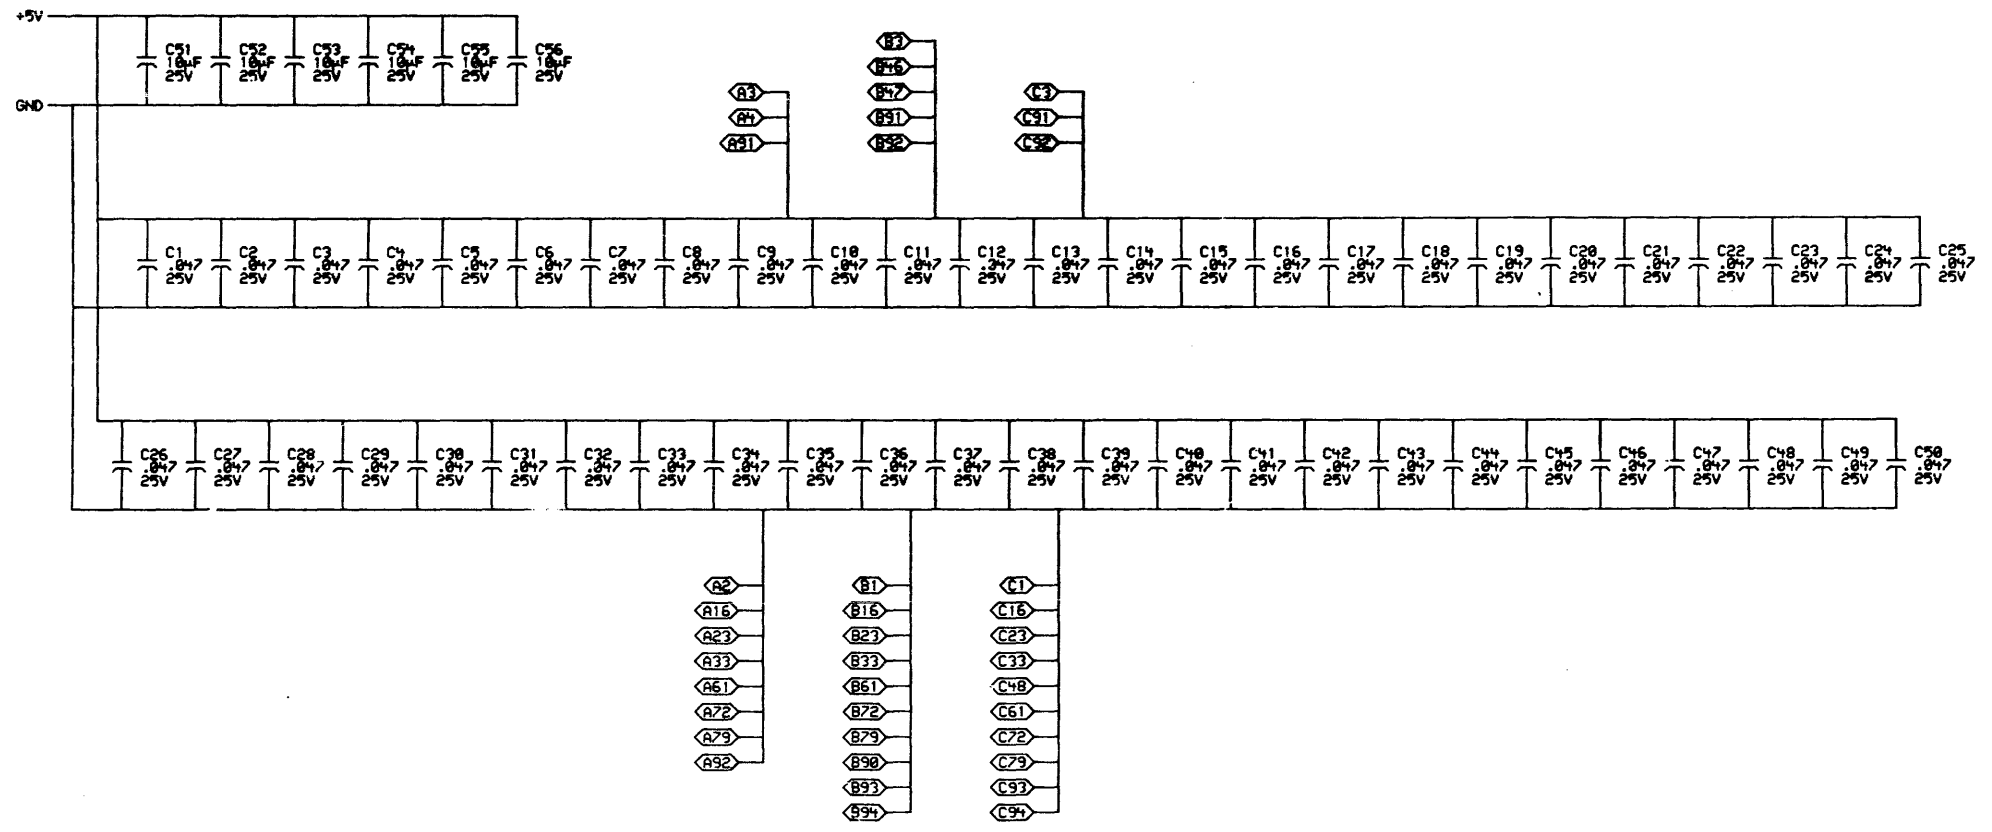 +5V
C51 C52 C53 C54 C55 C56
10µF 10µF 10µF 10µF 10µF 10µF
25V 25V 25V 25V 25V 25V
GND
B3
B46
A3 B47 C3
A4 B91 C91
A91 B92 C92
C1 C2 C3 C4 C5 C6 C7 C8 C9 C10 C11 C12 C13 C14 C15 C16 C17 C18 C19 C20 C21 C22 C23 C24 C25
.047 .047 .047 .047 .047 .047 .047 .047 .047 .047 .047 .047 .047 .047 .047 .047 .047 .047 .047 .047 .047 .047 .047 .047 .047
25V 25V 25V 25V 25V 25V 25V 25V 25V 25V 25V 25V 25V 25V 25V 25V 25V 25V 25V 25V 25V 25V 25V 25V 25V
C26 C27 C28 C29 C30 C31 C32 C33 C34 C35 C36 C37 C38 C39 C40 C41 C42 C43 C44 C45 C46 C47 C48 C49 C50
.047 .047 .047 .047 .047 .047 .047 .047 .047 .047 .047 .047 .047 .047 .047 .047 .047 .047 .047 .047 .047 .047 .047 .047 .047
25V 25V 25V 25V 25V 25V 25V 25V 25V 25V 25V 25V 25V 25V 25V 25V 25V 25V 25V 25V 25V 25V 25V 25V 25V
A2 B1 C1
A16 B16 C16
A23 B23 C23
A33 B33 C33
A61 B61 C48
A72 B72 C61
A79 B79 C72
A92 B90 C79
B93 C93
B94 C94